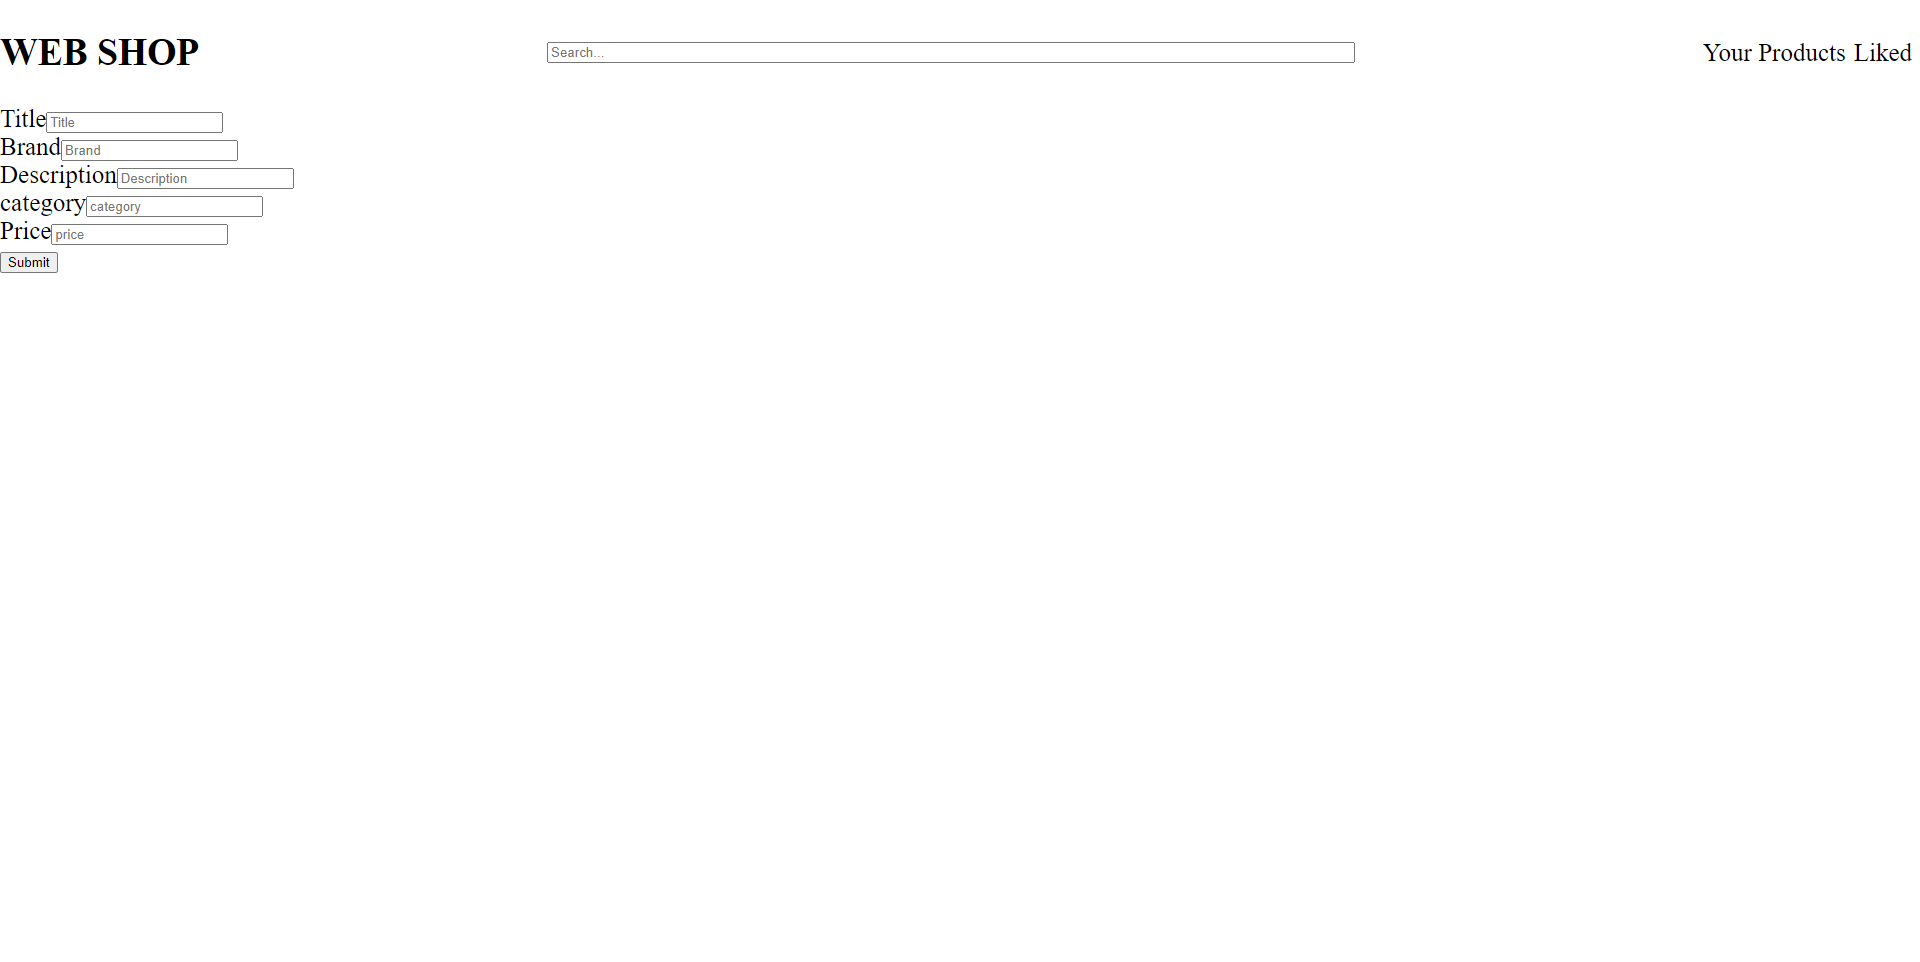 WEB SHOP Search... Your Products Liked
Title Title
Brand Brand
Description Description
category category
Price price
Submit